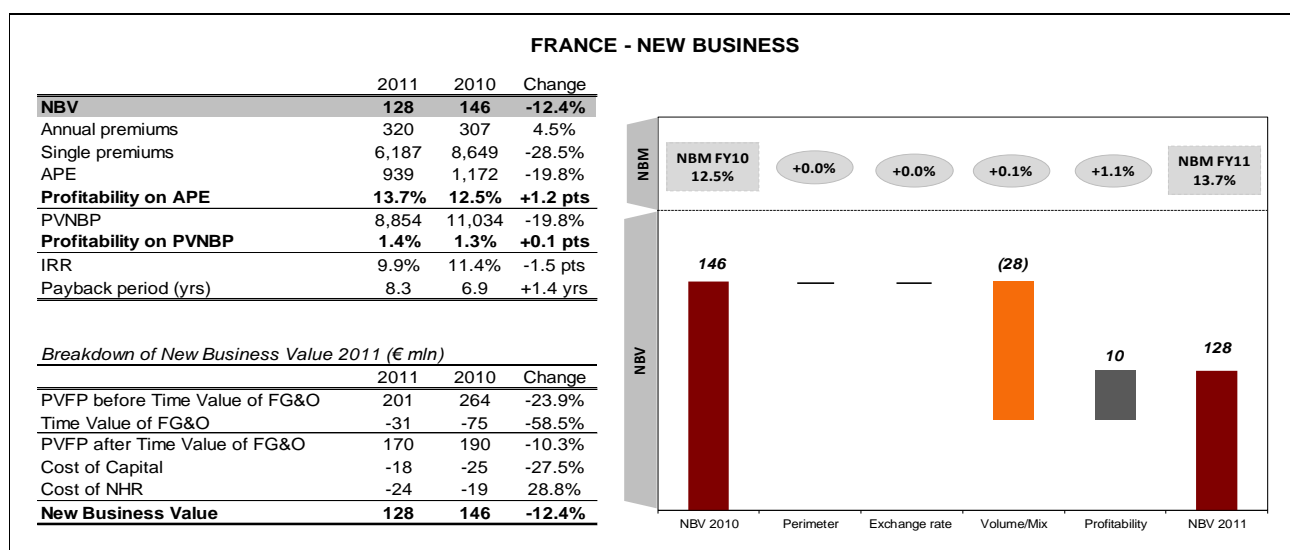 FRANCE - NEW BUSINESS
2011 2010 Change
NBV 128 146 -12.4%
Annual premiums 320 307 4.5%
Single premiums 6,187 8,649 -28.5%
APE 939 1,172 -19.8%
Profitability on APE 13.7% 12.5% +1.2 pts
PVNBP 8,854 11,034 -19.8%
Profitability on PVNBP 1.4% 1.3% +0.1 pts
IRR 9.9% 11.4% -1.5 pts
Payback period (yrs) 8.3 6.9 +1.4 yrs
Breakdown of New Business Value 2011 (€ mln)
2011 2010 Change
PVFP before Time Value of FG&O 201 264 -23.9%
Time Value of FG&O -31 -75 -58.5%
PVFP after Time Value of FG&O 170 190 -10.3%
Cost of Capital -18 -25 -27.5%
Cost of NHR -24 -19 28.8%
New Business Value 128 146 -12.4%
NBM
NBM FY10
12.5%
+0.0%
+0.0%
+0.1%
+1.1%
NBM FY11
13.7%
NBV
146
(28)
10
128
NBV 2010 Perimeter Exchange rate Volume/Mix Profitability NBV 2011